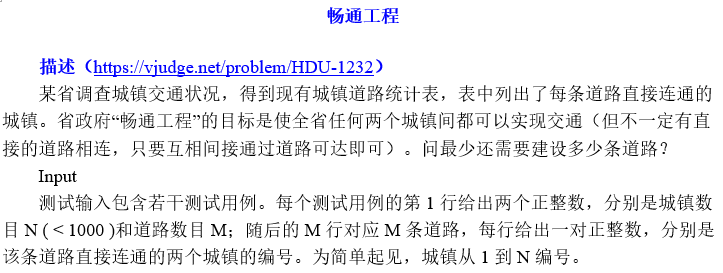 畅通工程
描述（https://vjudge.net/problem/HDU-1232）
某省调查城镇交通状况，得到现有城镇道路统计表，表中列出了每条道路直接连通的
城镇。省政府“畅通工程”的目标是使全省任何两个城镇间都可以实现交通（但不一定有直
接的道路相连，只要互相间接通过道路可达即可）。问最少还需要建设多少条道路？
Input
测试输入包含若干测试用例。每个测试用例的第 1 行给出两个正整数，分别是城镇数
目 N ( < 1000 )和道路数目 M；随后的 M 行对应 M 条道路，每行给出一对正整数，分别是
该条道路直接连通的两个城镇的编号。为简单起见，城镇从 1 到 N 编号。